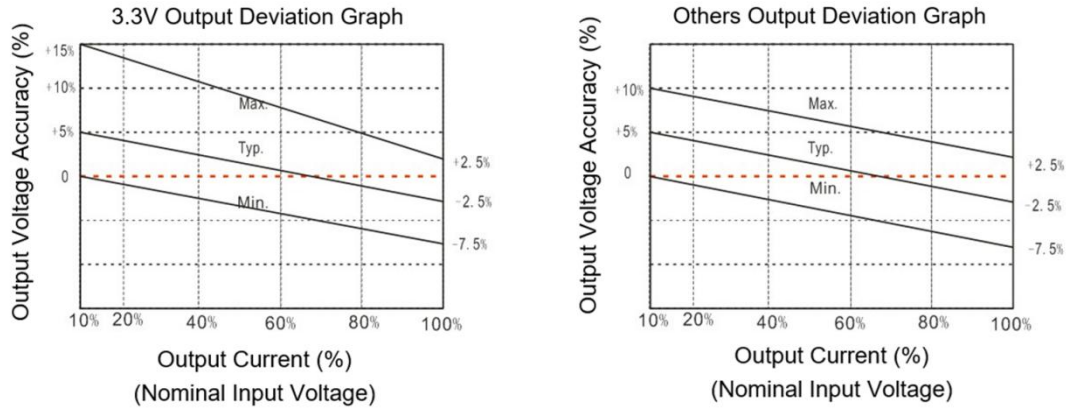 3.3V Output Deviation Graph
Output Voltage Accuracy (%)
+15%
+10%
+5%
0
Max.
Typ.
Min.
+2.5%
-2.5%
-7.5%
10% 20% 40% 60% 80% 100%
Output Current (%)
(Nominal Input Voltage)
Others Output Deviation Graph
Output Voltage Accuracy (%)
+10%
+5%
0
Max.
Typ.
Min.
+2.5%
-2.5%
-7.5%
10% 20% 40% 60% 80% 100%
Output Current (%)
(Nominal Input Voltage)